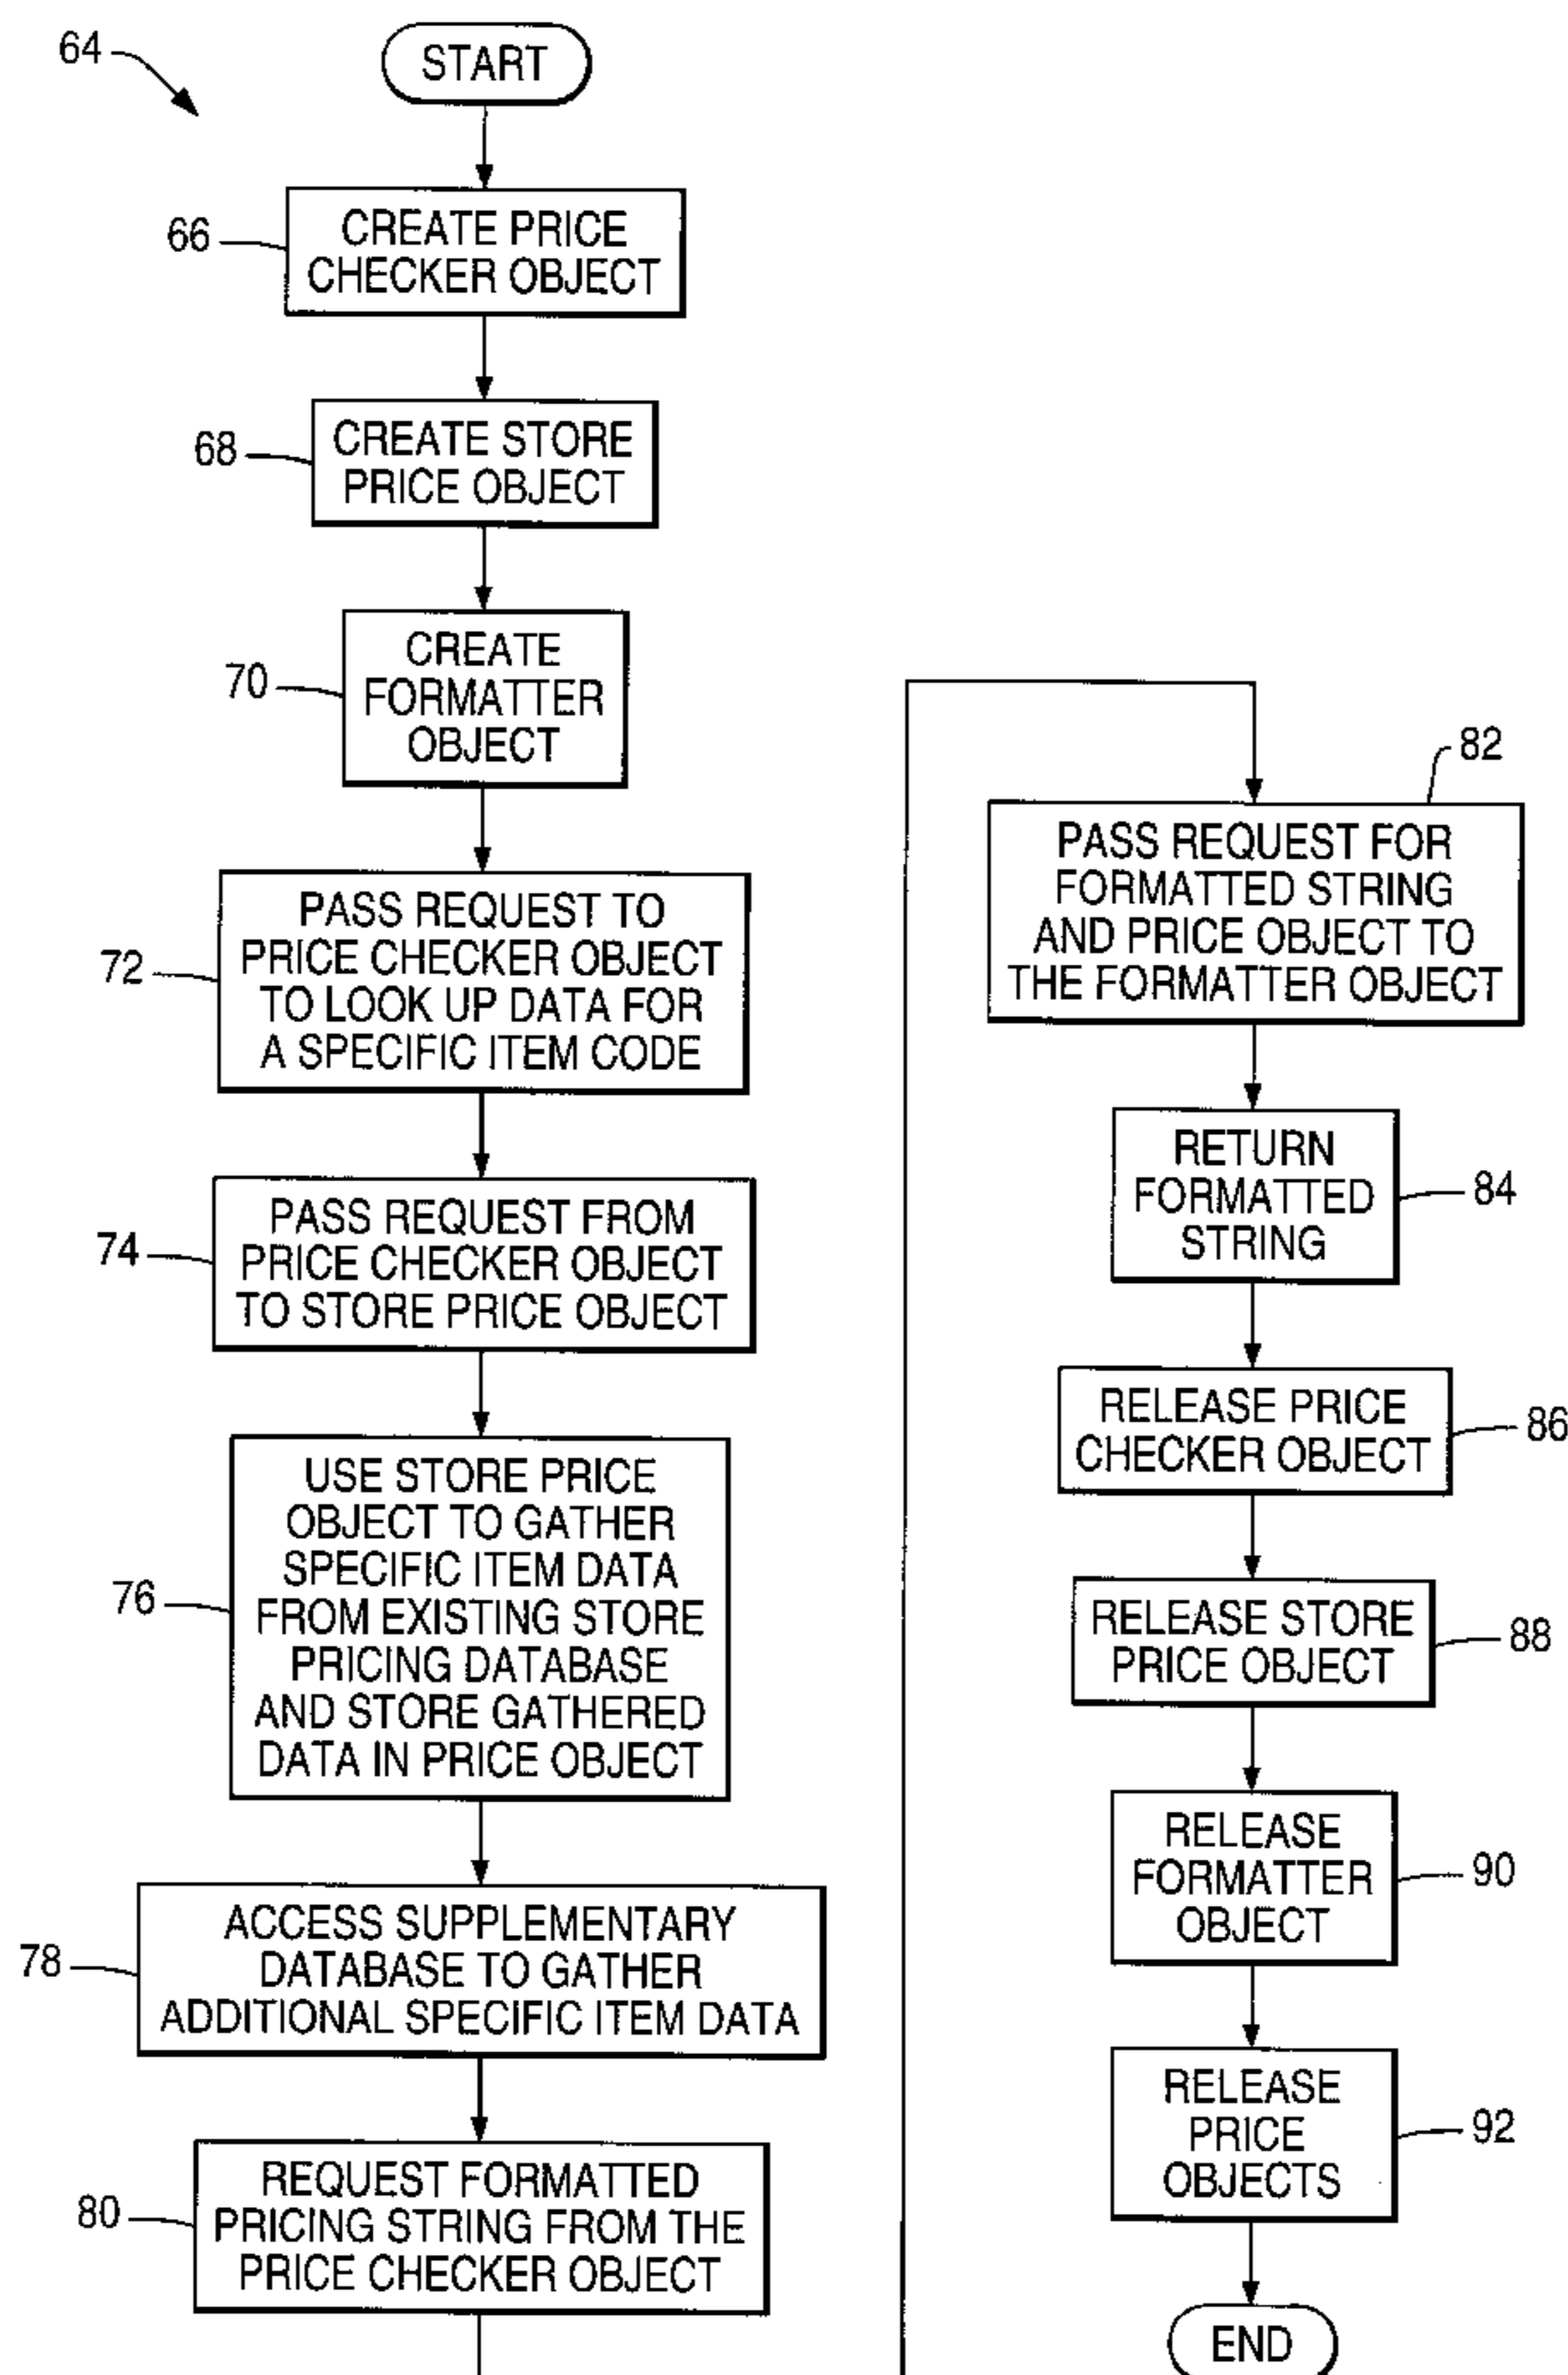 64
START
66
CREATE PRICE
CHECKER OBJECT
68
CREATE STORE
PRICE OBJECT
70
CREATE
FORMATTER
OBJECT
72
PASS REQUEST TO
PRICE CHECKER OBJECT
TO LOOK UP DATA FOR
A SPECIFIC ITEM CODE
74
PASS REQUEST FROM
PRICE CHECKER OBJECT
TO STORE PRICE OBJECT
76
USE STORE PRICE
OBJECT TO GATHER
SPECIFIC ITEM DATA
FROM EXISTING STORE
PRICING DATABASE
AND STORE GATHERED
DATA IN PRICE OBJECT
78
ACCESS SUPPLEMENTARY
DATABASE TO GATHER
ADDITIONAL SPECIFIC ITEM DATA
80
REQUEST FORMATTED
PRICING STRING FROM THE
PRICE CHECKER OBJECT
82
PASS REQUEST FOR
FORMATTED STRING
AND PRICE OBJECT TO
THE FORMATTER OBJECT
RETURN
FORMATTED
STRING
84
RELEASE PRICE
CHECKER OBJECT
86
RELEASE STORE
PRICE OBJECT
88
RELEASE
FORMATTER
OBJECT
90
RELEASE
PRICE
OBJECTS
92
END